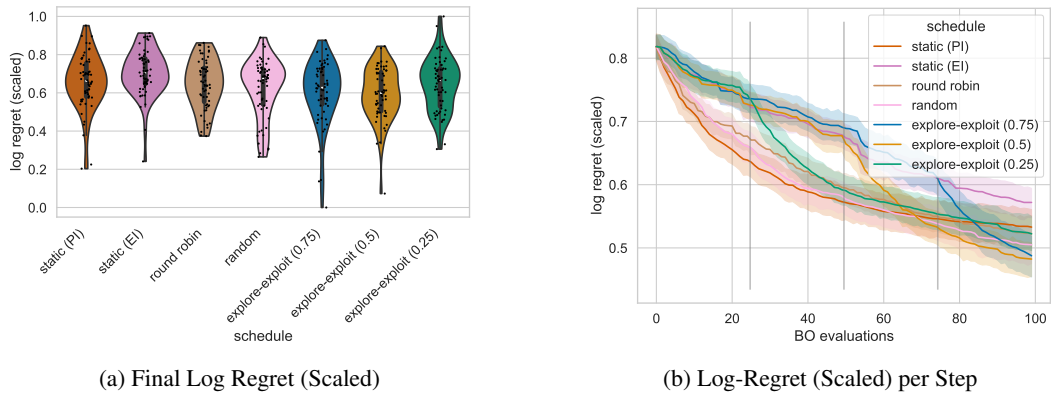 log regret (scaled)
1.0
0.8
0.6
0.4
0.2
0.0
static (PI)
static (EI)
round robin
random
explore-exploit (0.75)
explore-exploit (0.5)
explore-exploit (0.25)
schedule
(a) Final Log Regret (Scaled)
log regret (scaled)
0.8
0.7
0.6
0.5
0
20
40
60
80
100
BO evaluations
schedule
static (PI)
static (EI)
round robin
random
explore-exploit (0.75)
explore-exploit (0.5)
explore-exploit (0.25)
(b) Log-Regret (Scaled) per Step